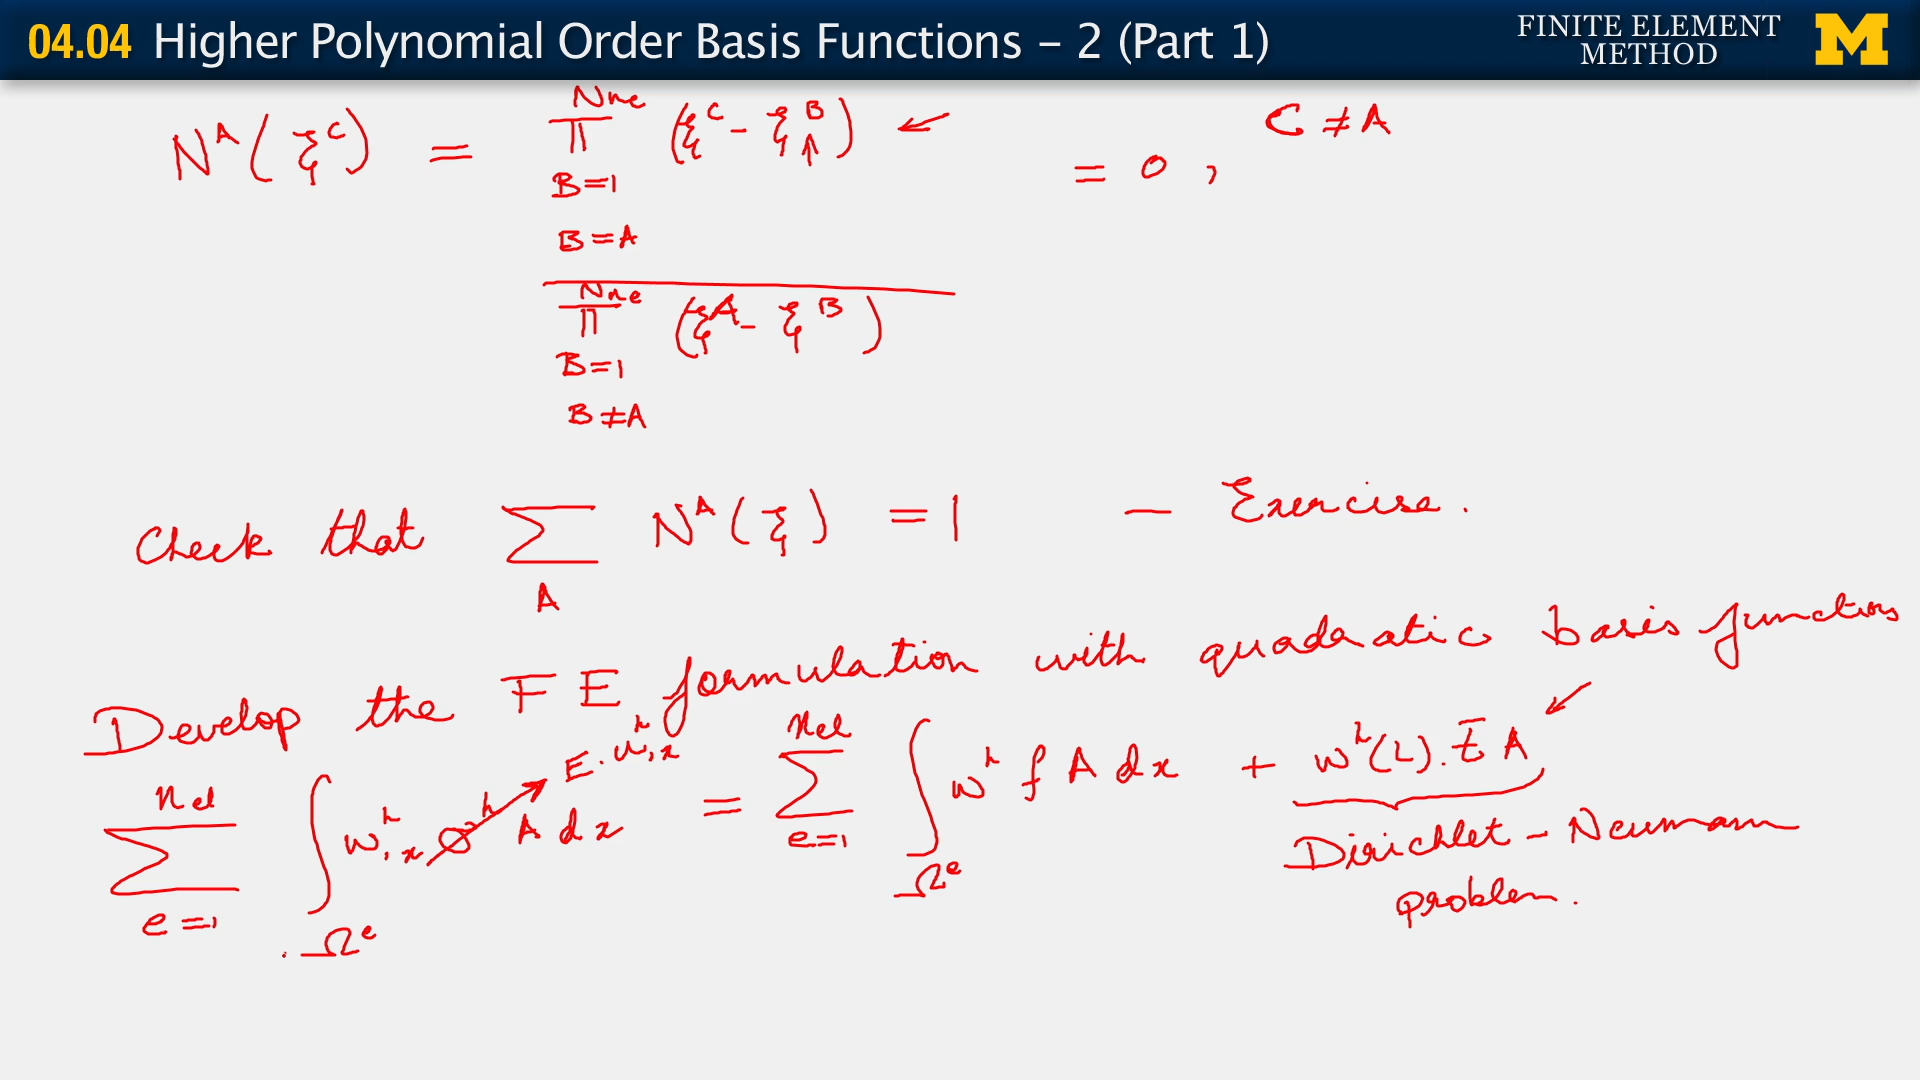 04.04 Higher Polynomial Order Basis Functions – 2 (Part 1)
FINITE ELEMENT
METHOD
M
N^A(ξ^C) = ∏_{B=1, B=A}^{Nne} (ξ^C - ξ^B) / ∏_{B=1, B≠A}^{Nne} (ξ^A - ξ^B) = 0 , C ≠ A
Check that ∑_A N^A(ξ) = 1 — Exercise.
Develop the FE formulation with quadratic basis functions
∑_{e=1}^{nel} ∫_{Ω^e} w^h_{,x} σ^h A dx = ∑_{e=1}^{nel} ∫_{Ω^e} w^h f A dx + w^h(L). t̄ A
E. u^h_{,x}
Dirichlet - Neumann
problem.